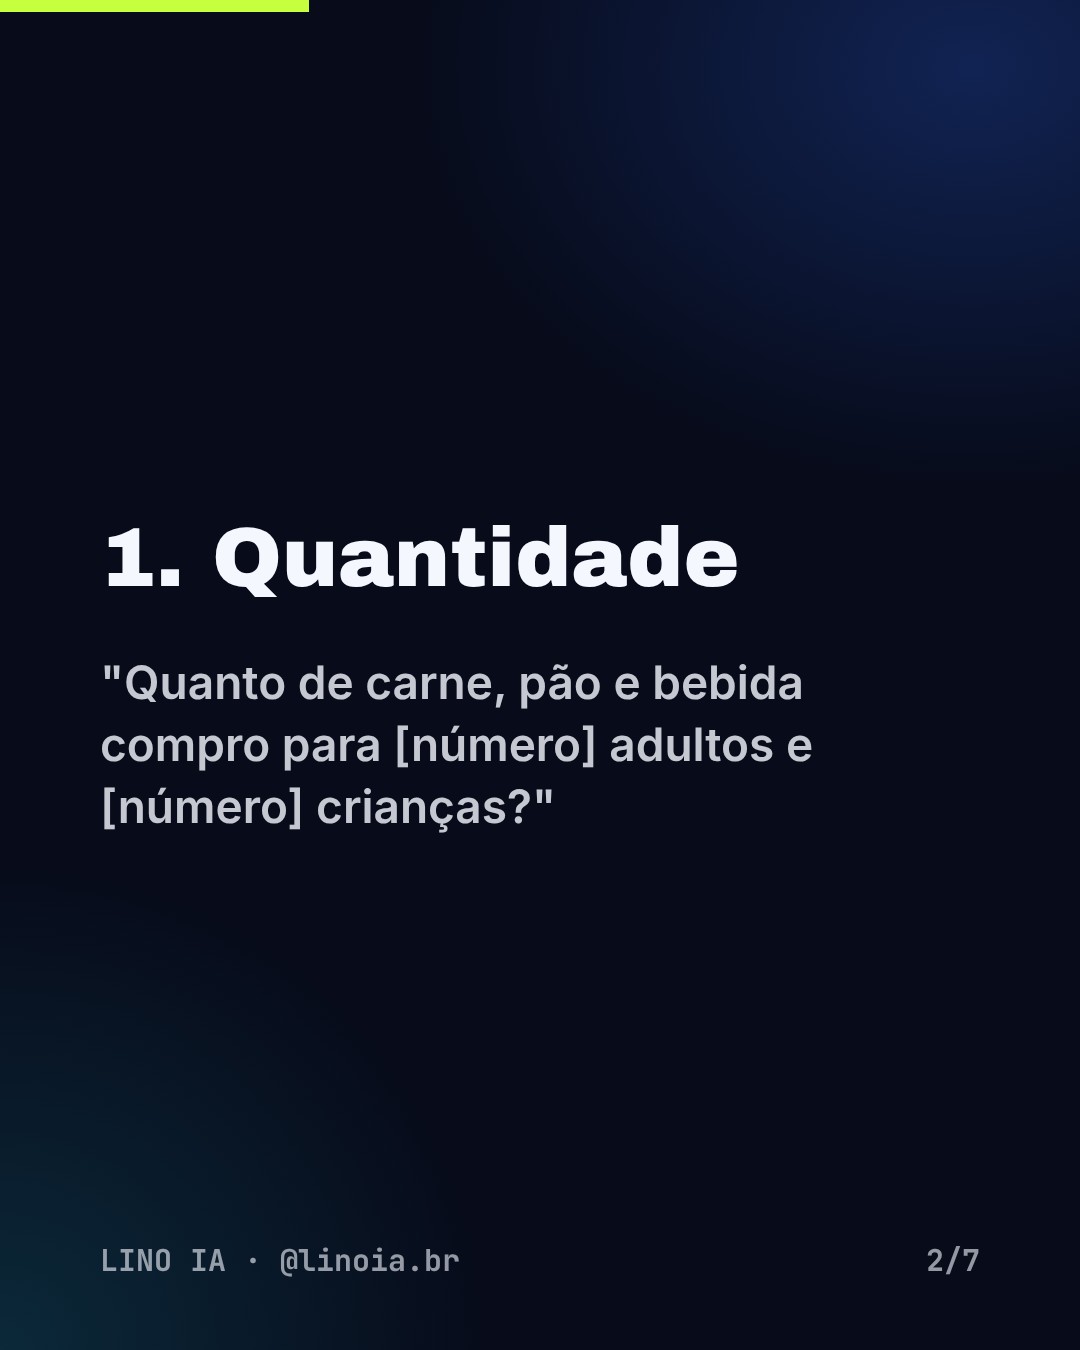 1. Quantidade
"Quanto de carne, pão e bebida
compro para [número] adultos e
[número] crianças?"
LINO IA · @linoia.br
2/7